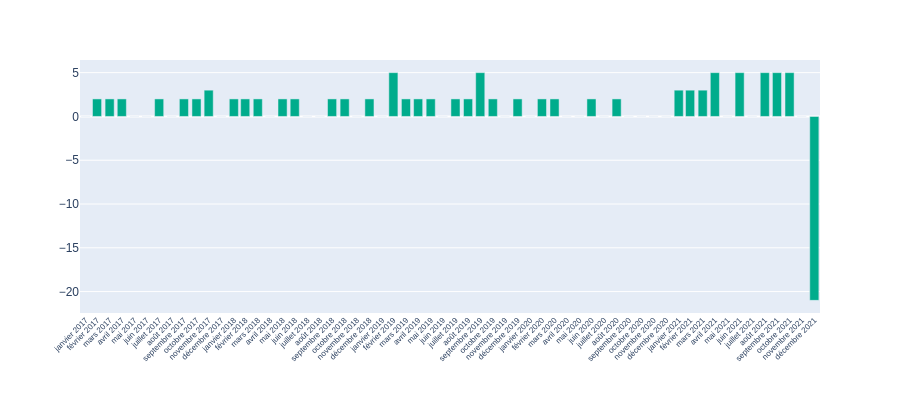 5
0
−5
−10
−15
−20
janvier 2017
février 2017
mars 2017
avril 2017
mai 2017
juin 2017
juillet 2017
août 2017
septembre 2017
octobre 2017
novembre 2017
décembre 2017
janvier 2018
février 2018
mars 2018
avril 2018
mai 2018
juin 2018
juillet 2018
août 2018
septembre 2018
octobre 2018
novembre 2018
décembre 2018
janvier 2019
février 2019
mars 2019
avril 2019
mai 2019
juin 2019
juillet 2019
août 2019
septembre 2019
octobre 2019
novembre 2019
décembre 2019
janvier 2020
février 2020
mars 2020
avril 2020
mai 2020
juin 2020
juillet 2020
août 2020
septembre 2020
octobre 2020
novembre 2020
décembre 2020
janvier 2021
février 2021
mars 2021
avril 2021
mai 2021
juin 2021
juillet 2021
août 2021
septembre 2021
octobre 2021
novembre 2021
décembre 2021